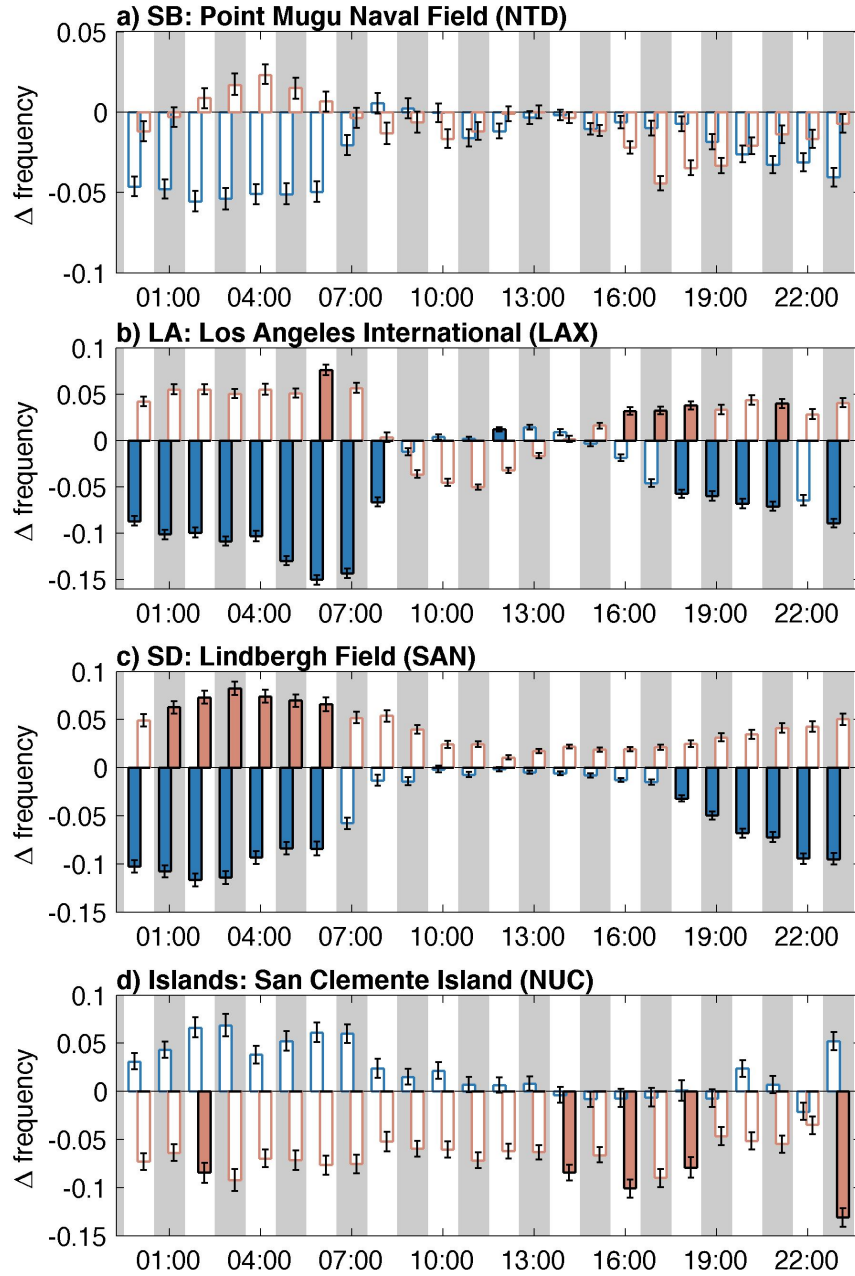 a) SB: Point Mugu Naval Field (NTD)
0.05
0
-0.05
-0.1
Δ frequency
01:00 04:00 07:00 10:00 13:00 16:00 19:00 22:00
b) LA: Los Angeles International (LAX)
0.1
0.05
0
-0.05
-0.1
-0.15
Δ frequency
01:00 04:00 07:00 10:00 13:00 16:00 19:00 22:00
c) SD: Lindbergh Field (SAN)
0.1
0.05
0
-0.05
-0.1
-0.15
Δ frequency
01:00 04:00 07:00 10:00 13:00 16:00 19:00 22:00
d) Islands: San Clemente Island (NUC)
0.1
0.05
0
-0.05
-0.1
-0.15
Δ frequency
01:00 04:00 07:00 10:00 13:00 16:00 19:00 22:00